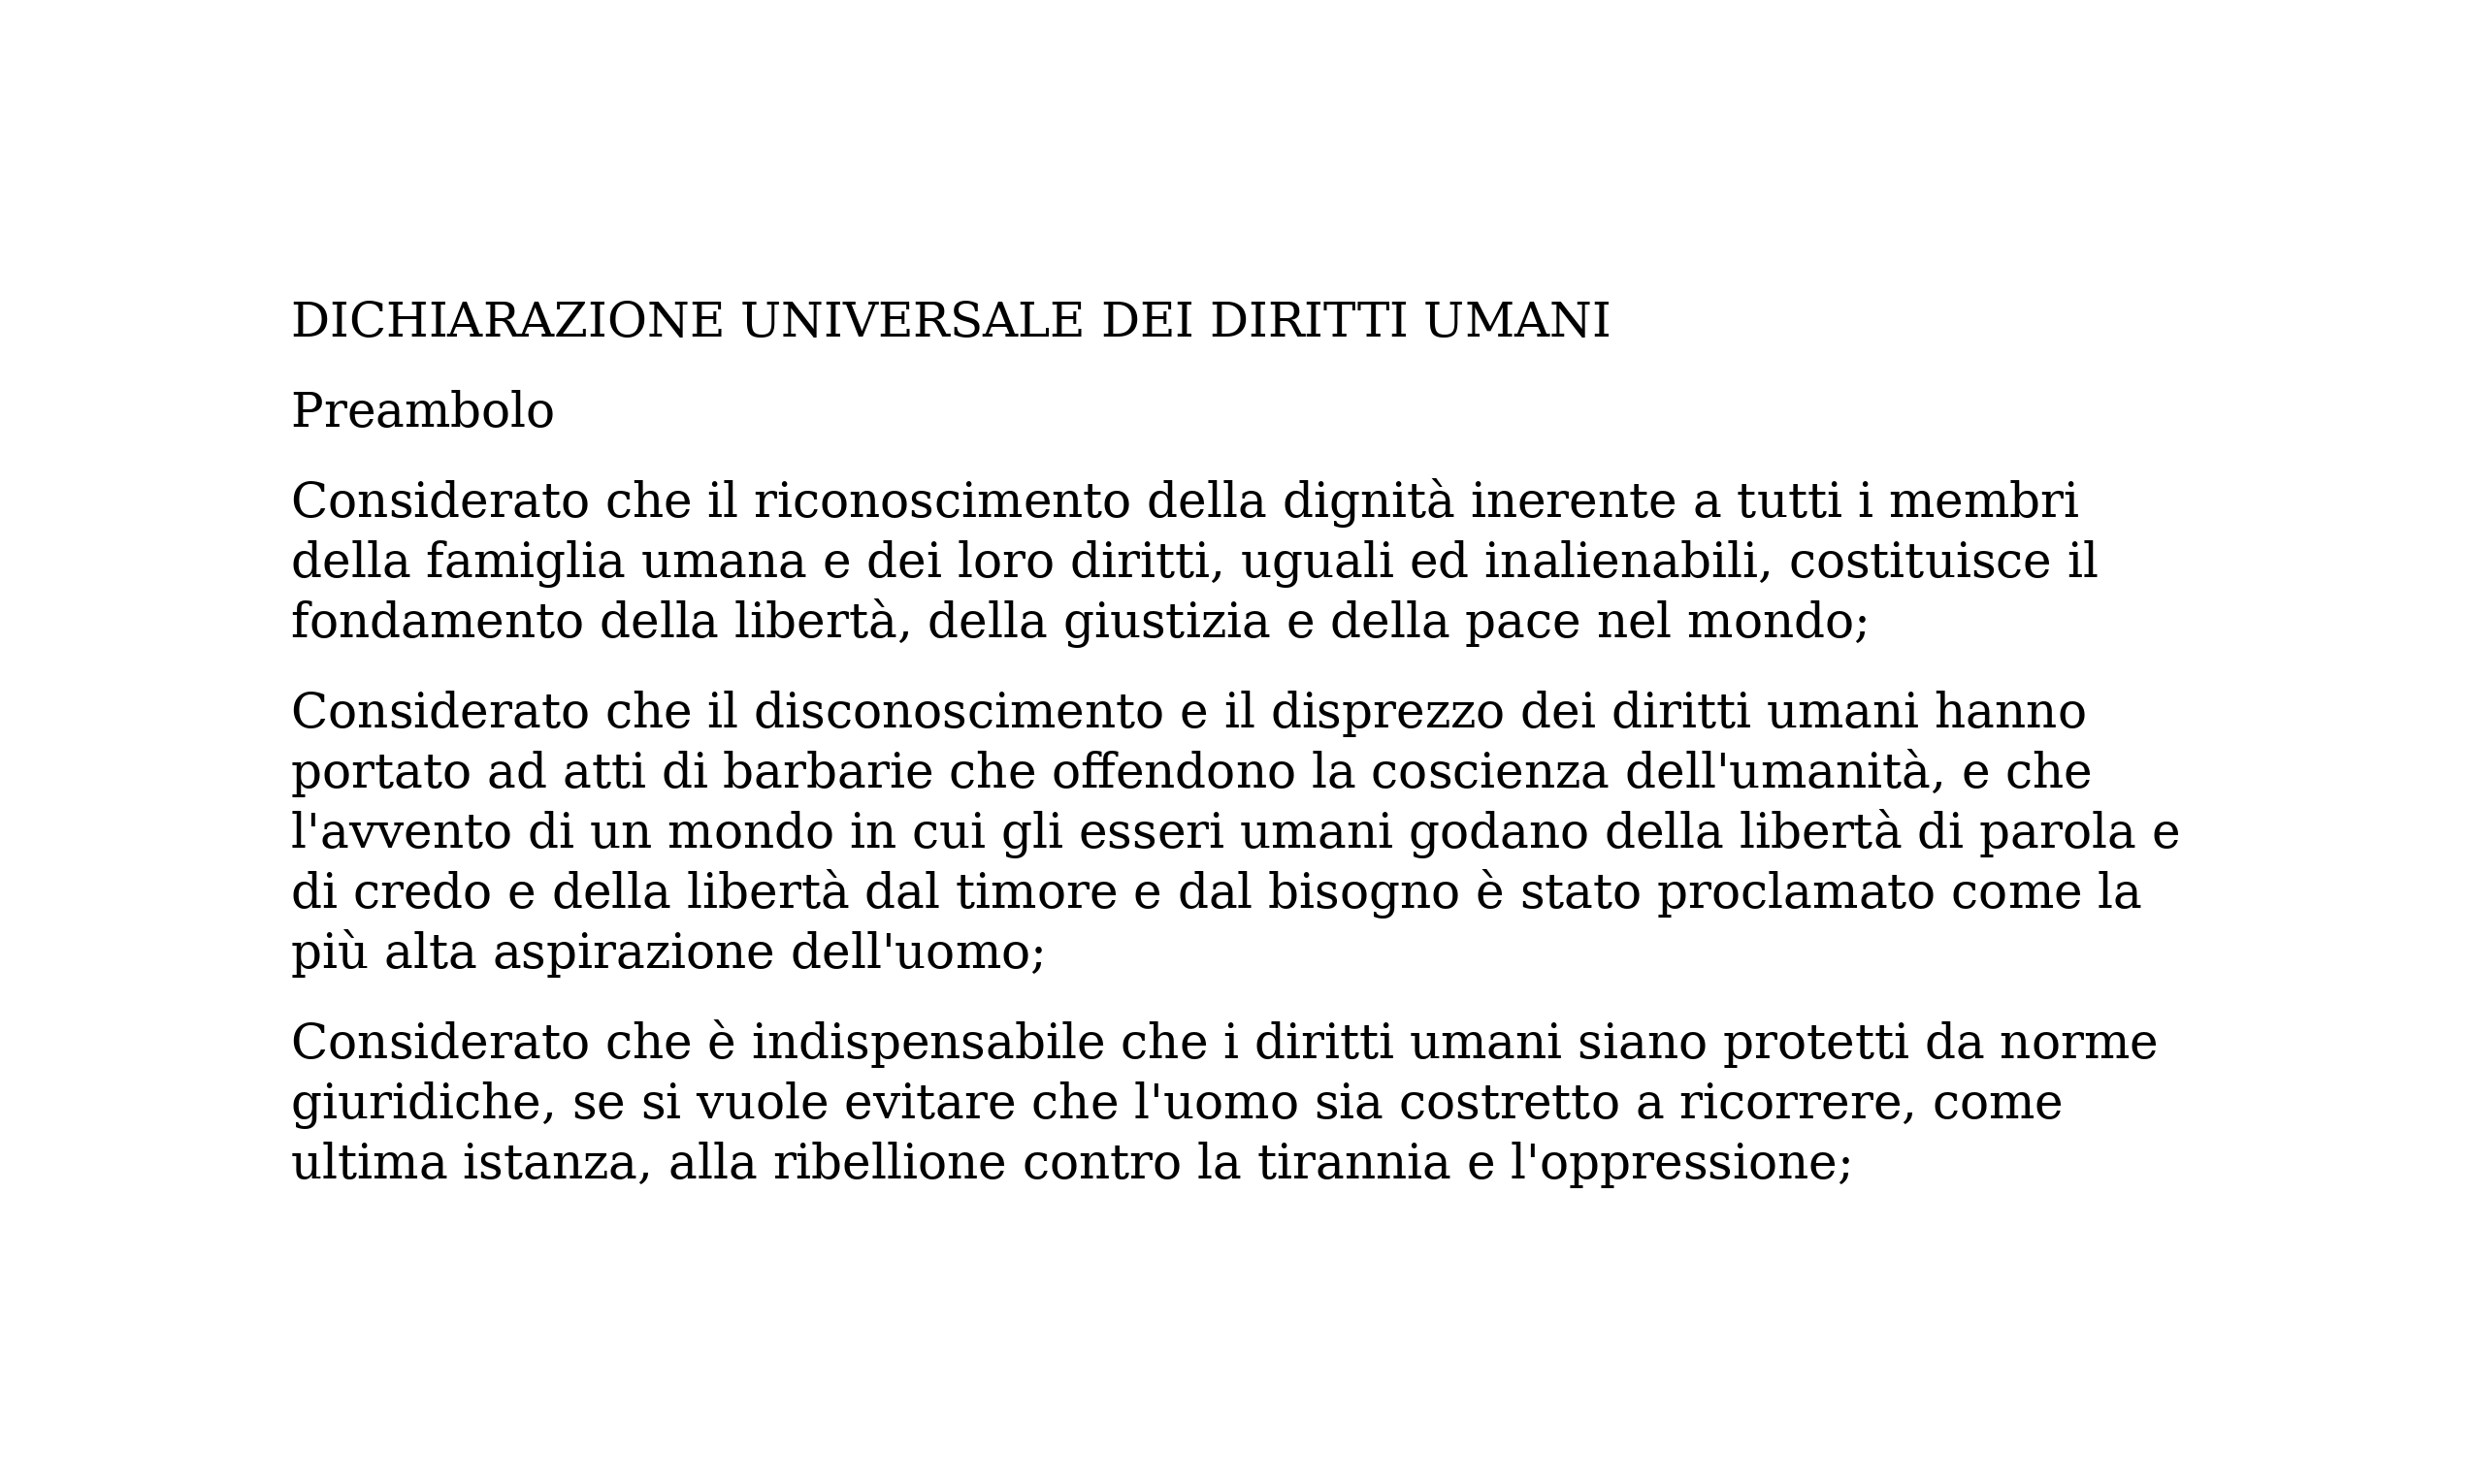 DICHIARAZIONE UNIVERSALE DEI DIRITTI UMANI
Preambolo
Considerato che il riconoscimento della dignità inerente a tutti i membri
della famiglia umana e dei loro diritti, uguali ed inalienabili, costituisce il
fondamento della libertà, della giustizia e della pace nel mondo;
Considerato che il disconoscimento e il disprezzo dei diritti umani hanno
portato ad atti di barbarie che offendono la coscienza dell'umanità, e che
l'avvento di un mondo in cui gli esseri umani godano della libertà di parola e
di credo e della libertà dal timore e dal bisogno è stato proclamato come la
più alta aspirazione dell'uomo;
Considerato che è indispensabile che i diritti umani siano protetti da norme
giuridiche, se si vuole evitare che l'uomo sia costretto a ricorrere, come
ultima istanza, alla ribellione contro la tirannia e l'oppressione;